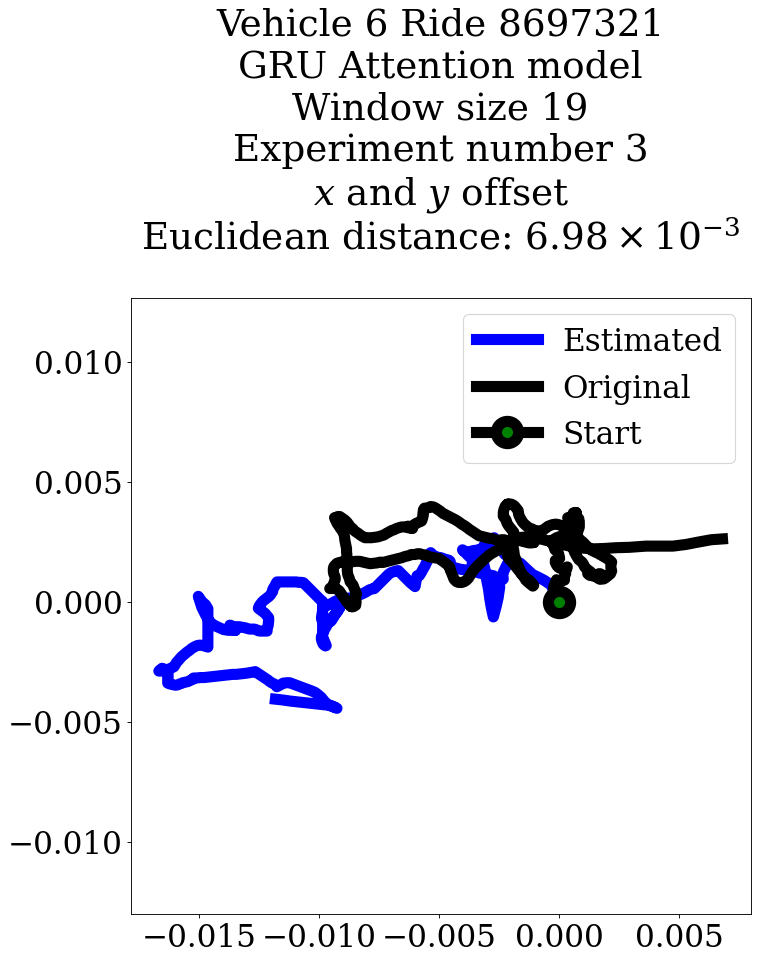 Vehicle 6 Ride 8697321
GRU Attention model
Window size 19
Experiment number 3
x and y offset
Euclidean distance: 6.98 × 10⁻³
Estimated
Original
Start
0.010
0.005
0.000
−0.005
−0.010
−0.015 −0.010 −0.005 0.000 0.005